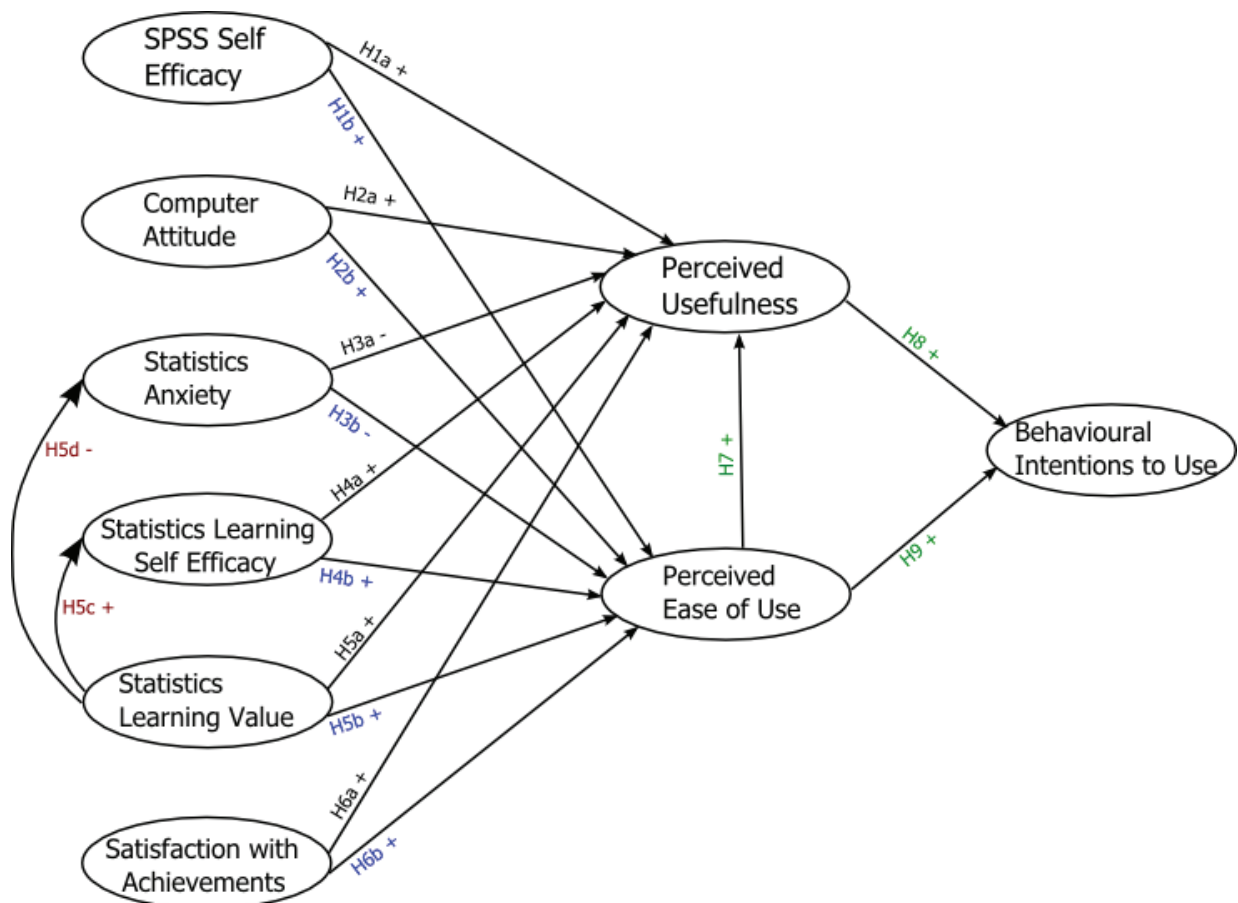 SPSS Self
Efficacy
H1a +
H1b +
Computer
Attitude
H2a +
H2b +
Perceived
Usefulness
Statistics
Anxiety
H3a -
H3b -
H8 +
H5d -
H4a +
H7 +
Behavioural
Intentions to Use
Statistics Learning
Self Efficacy
H4b +
H9 +
Perceived
Ease of Use
H5c +
H5a +
Statistics
Learning Value
H5b +
H6a +
Satisfaction with
Achievements
H6b +